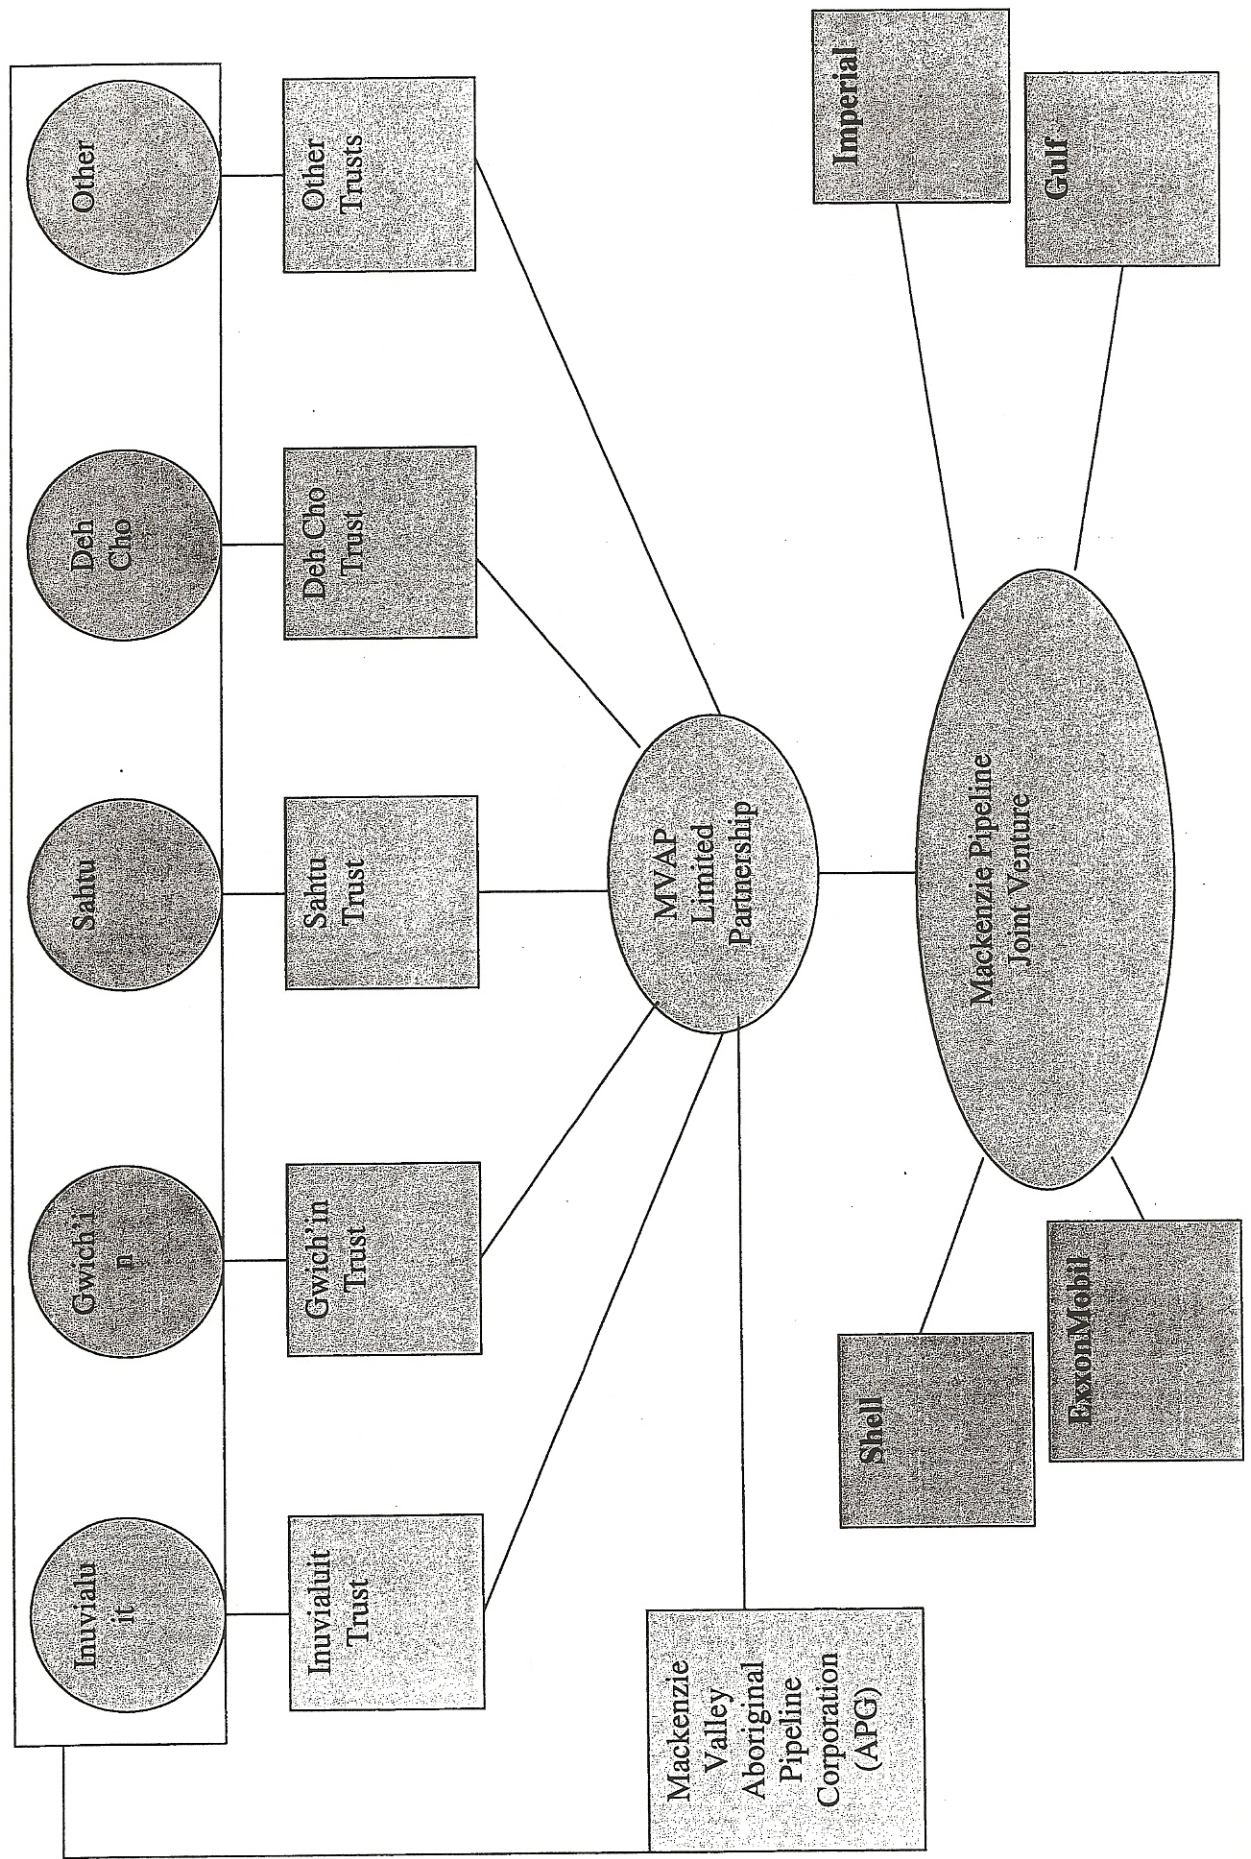 Inuvialu
it
Gwich'i
n
Sahtu
Deh
Cho
Other
Inuvialuit
Trust
Gwich'in
Trust
Sahtu
Trust
Deh Cho
Trust
Other
Trusts
Mackenzie
Valley
Aboriginal
Pipeline
Corporation
(APG)
MVAP
Limited
Partnership
Shell
ExxonMobil
Mackenzie Pipeline
Joint Venture
Imperial
Gulf